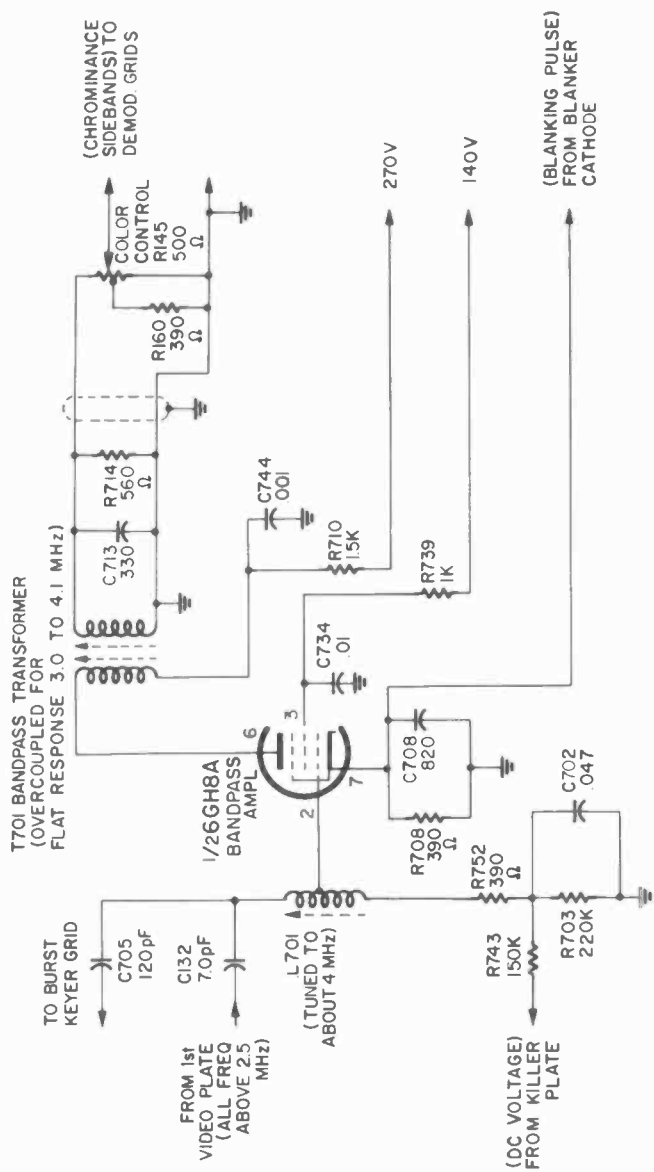 T701 BANDPASS TRANSFORMER
(OVERCOUPLED FOR
FLAT RESPONSE 3.0 TO 4.1 MHz)
TO BURST
KEYER GRID
C705
120pF
FROM 1st
VIDEO PLATE
(ALL FREQ
ABOVE 2.5
MHz)
C132
7.0pF
L701
(TUNED TO
ABOUT 4 MHz)
1/26GH8A
BANDPASS
AMPL
6
3
2
7
C713
330
R714
560
Ω
R160
390
Ω
COLOR
CONTROL
R145
500
Ω
(CHROMINANCE
SIDEBANDS) TO
DEMOD. GRIDS
C744
.001
R710
1.5K
270V
C734
.01
R739
1K
140V
R708
390
Ω
C708
820
(BLANKING PULSE)
FROM BLANKER
CATHODE
R752
390
Ω
R743
150K
R703
220K
C702
.047
(DC VOLTAGE)
FROM KILLER
PLATE